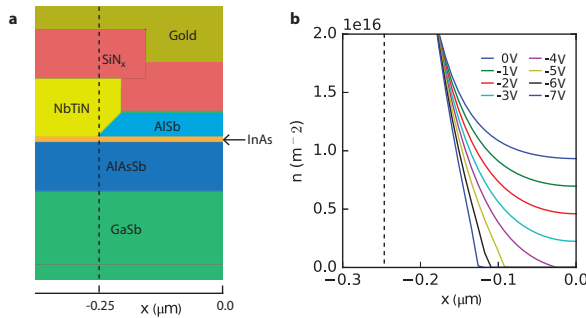 a
Gold
SiNₓ
NbTiN
AlSb
InAs
AlAsSb
GaSb
-0.25
0.0
x (μm)
b
1e16
2.0
1.5
1.0
0.5
0.0
n (m⁻²)
0V
-1V
-2V
-3V
-4V
-5V
-6V
-7V
-0.3
-0.2
-0.1
0.0
x (μm)